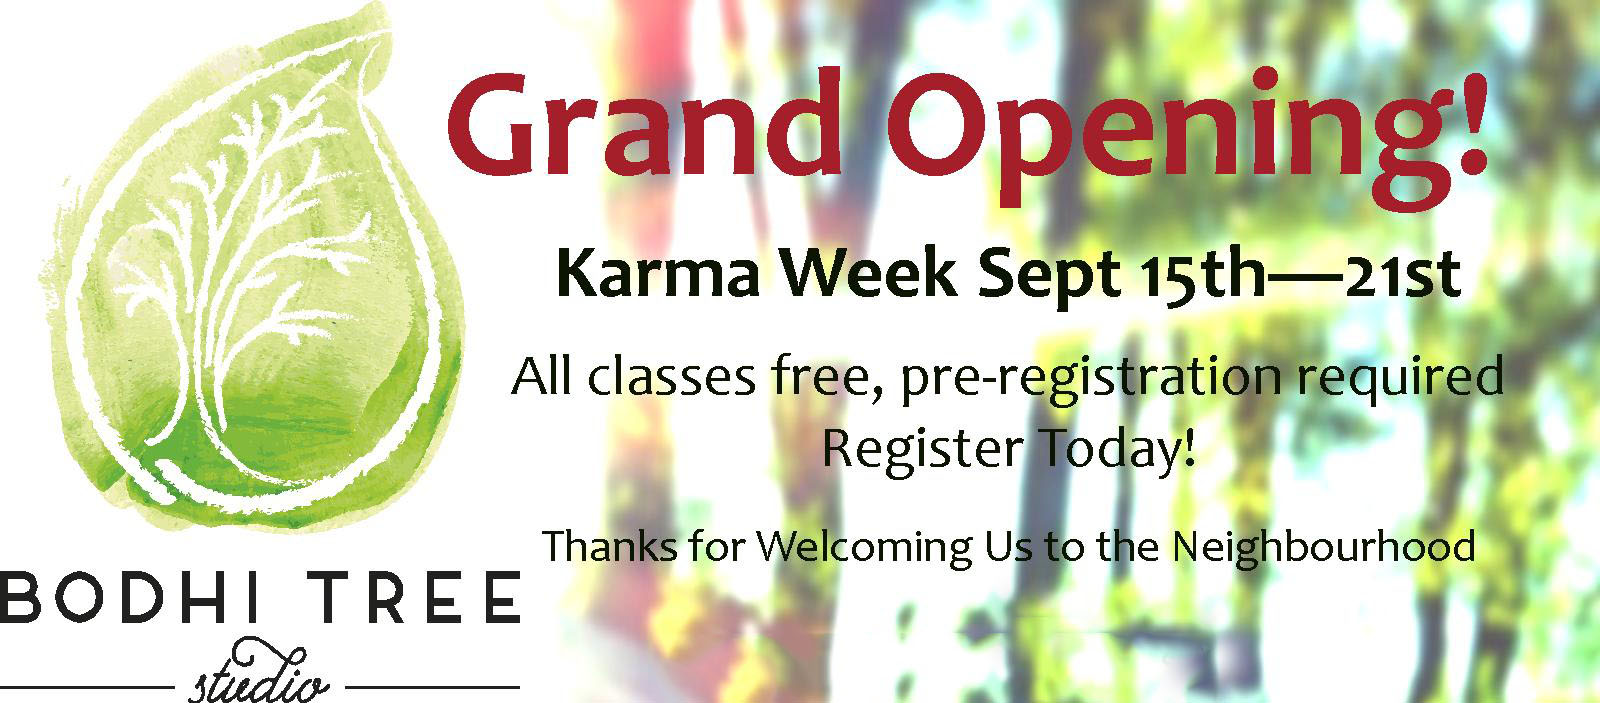 Grand Opening!
Karma Week Sept 15th—21st
All classes free, pre-registration required
Register Today!
Thanks for Welcoming Us to the Neighbourhood
BODHI TREE
studio